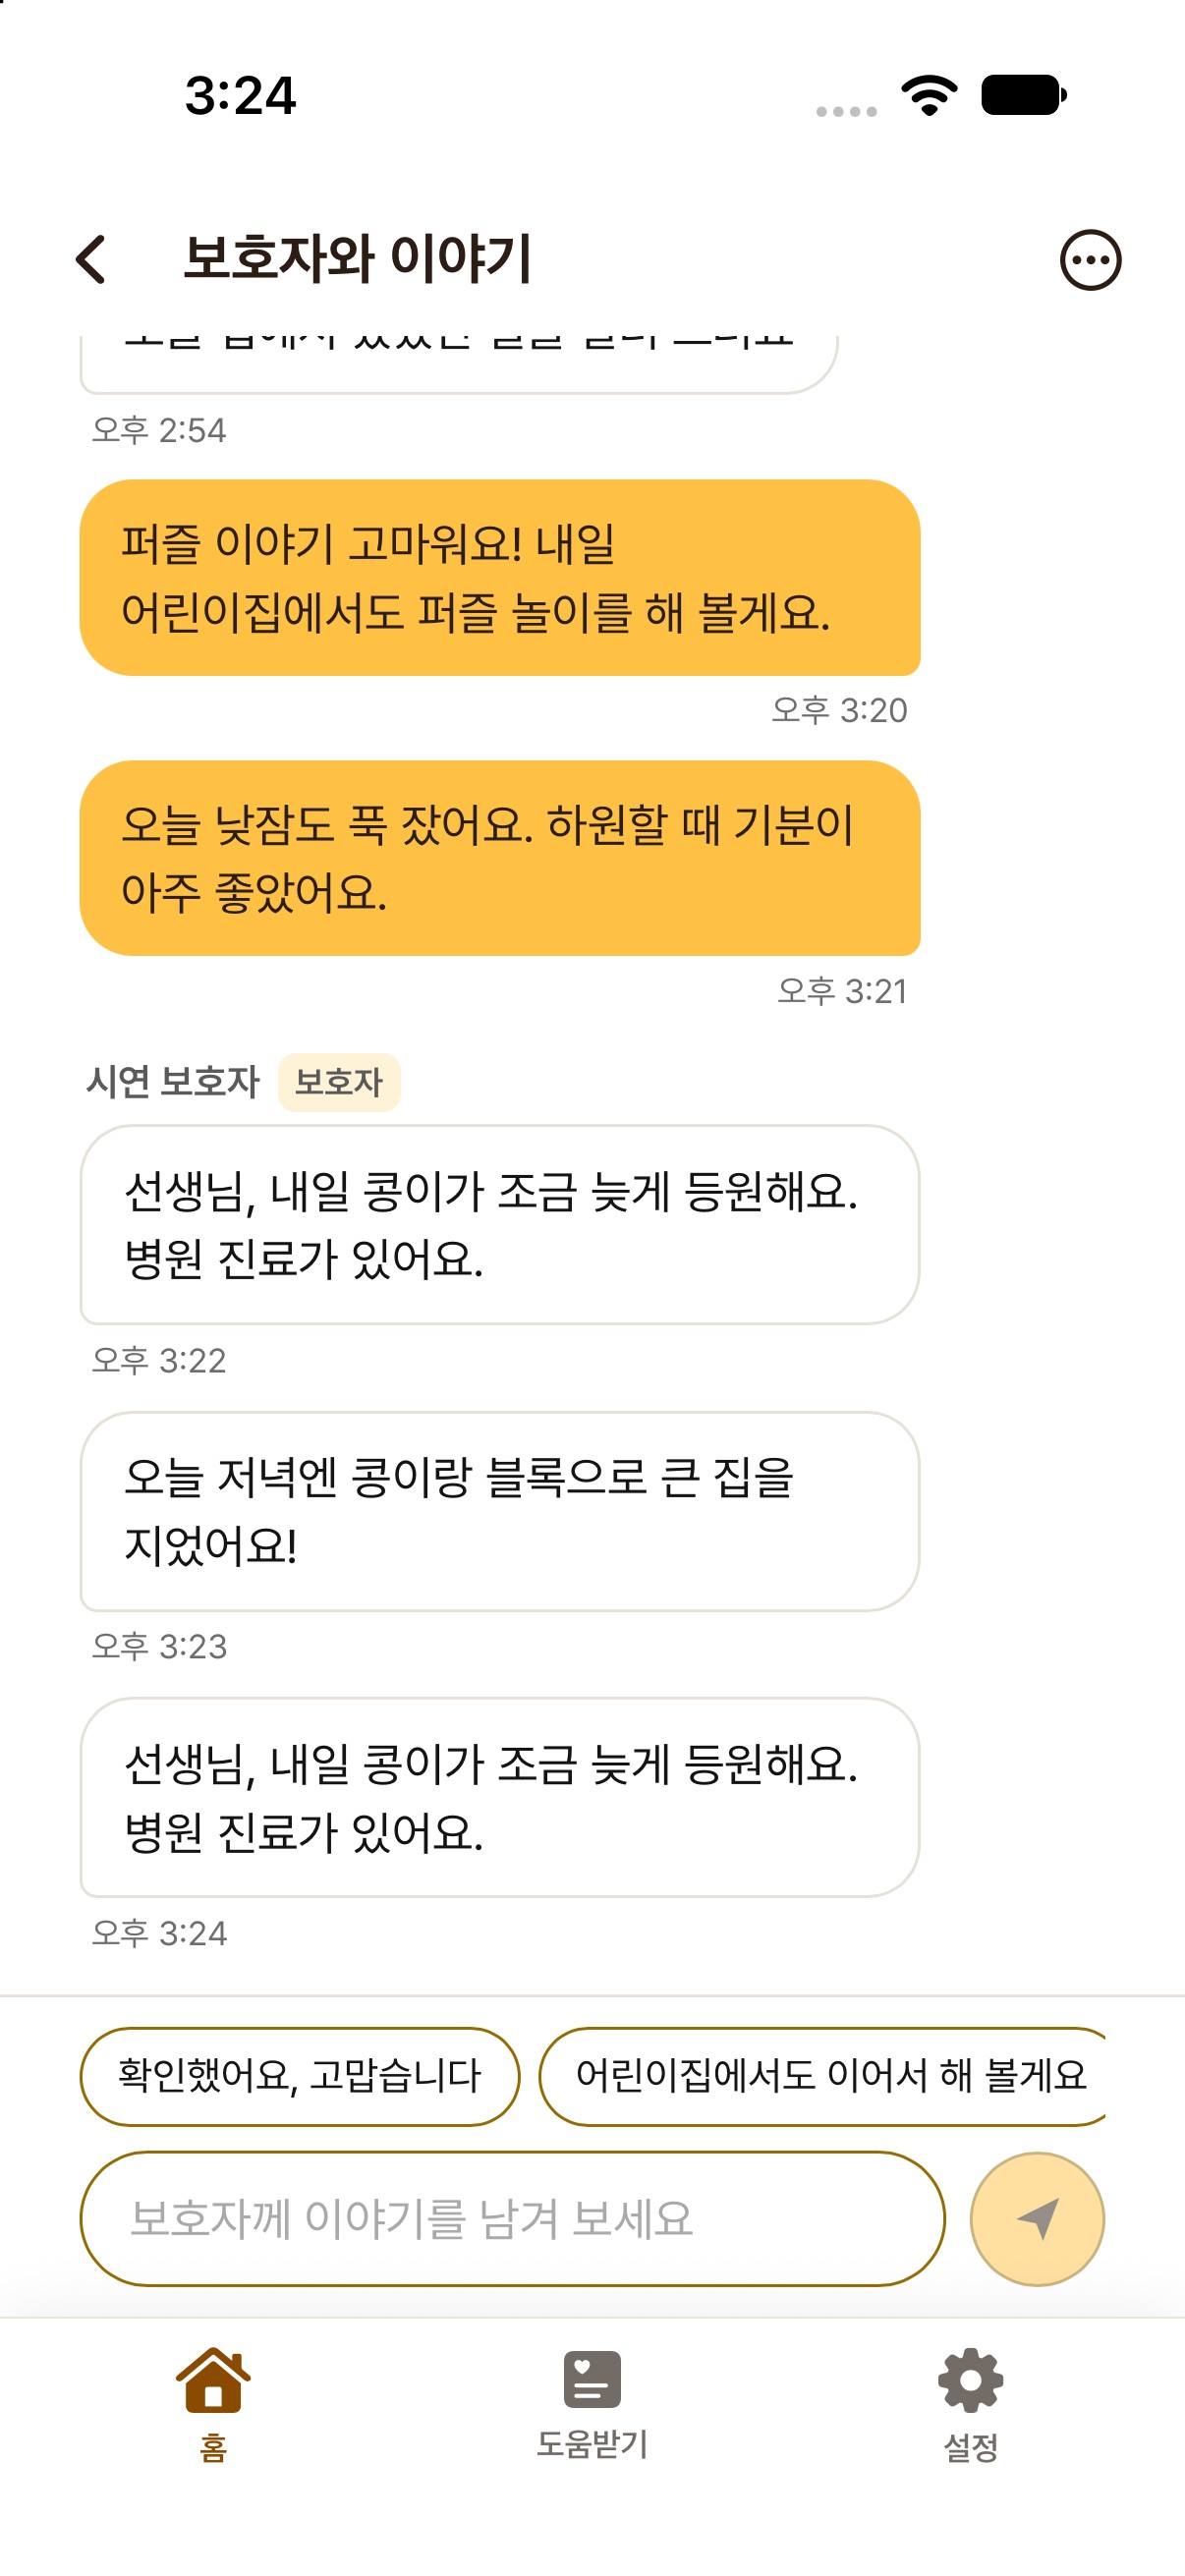 3:24
보호자와 이야기
오후 2:54
퍼즐 이야기 고마워요! 내일
어린이집에서도 퍼즐 놀이를 해 볼게요.
오후 3:20
오늘 낮잠도 푹 잤어요. 하원할 때 기분이
아주 좋았어요.
오후 3:21
시연 보호자 보호자
선생님, 내일 콩이가 조금 늦게 등원해요.
병원 진료가 있어요.
오후 3:22
오늘 저녁엔 콩이랑 블록으로 큰 집을
지었어요!
오후 3:23
선생님, 내일 콩이가 조금 늦게 등원해요.
병원 진료가 있어요.
오후 3:24
확인했어요, 고맙습니다 어린이집에서도 이어서 해 볼게요
보호자께 이야기를 남겨 보세요
홈 도움받기 설정